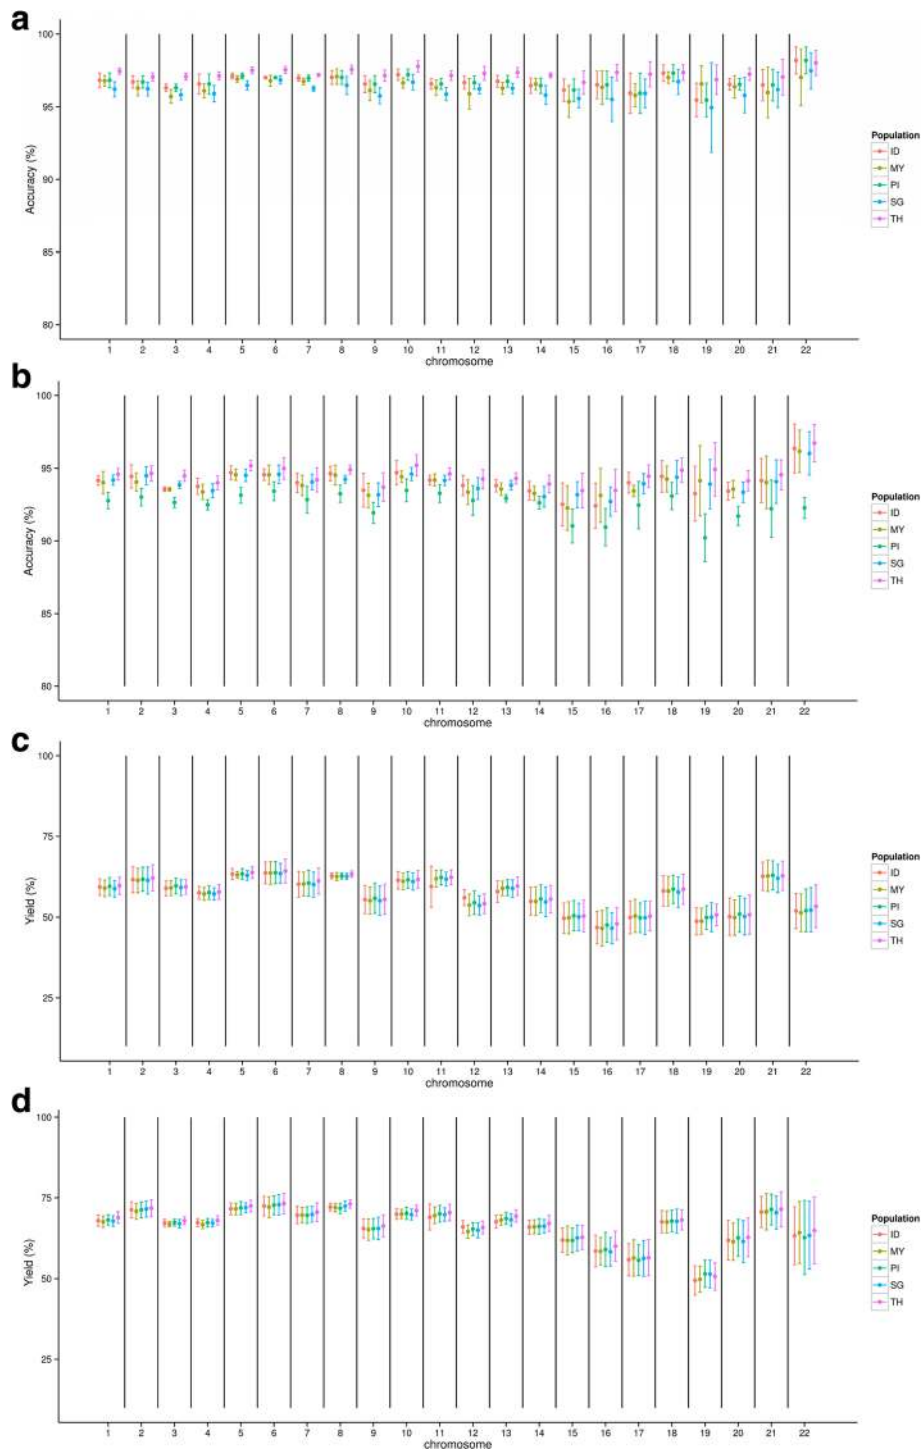 a
100
95
90
85
80
Accuracy (%)
1 2 3 4 5 6 7 8 9 10 11 12 13 14 15 16 17 18 19 20 21 22
chromosome
Population
ID
MY
PI
SG
TH
b
100
95
90
85
80
Accuracy (%)
1 2 3 4 5 6 7 8 9 10 11 12 13 14 15 16 17 18 19 20 21 22
chromosome
Population
ID
MY
PI
SG
TH
c
100
75
50
25
Yield (%)
1 2 3 4 5 6 7 8 9 10 11 12 13 14 15 16 17 18 19 20 21 22
chromosome
Population
ID
MY
PI
SG
TH
d
100
75
50
25
Yield (%)
1 2 3 4 5 6 7 8 9 10 11 12 13 14 15 16 17 18 19 20 21 22
chromosome
Population
ID
MY
PI
SG
TH